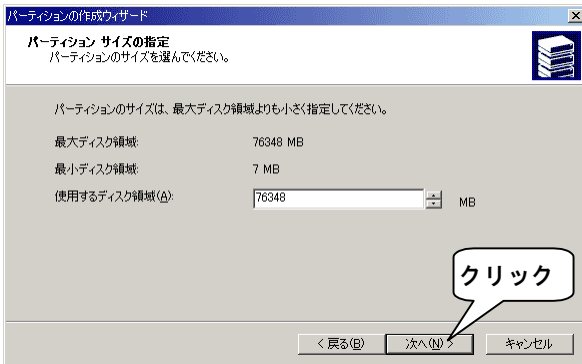 パーティションの作成ウィザード
パーティション サイズの指定
パーティションのサイズを選んでください。
パーティションのサイズは、最大ディスク領域よりも小さく指定してください。
最大ディスク領域: 76348 MB
最小ディスク領域: 7 MB
使用するディスク領域(A): 76348 MB
クリック
< 戻る(B) 次へ(N) > キャンセル